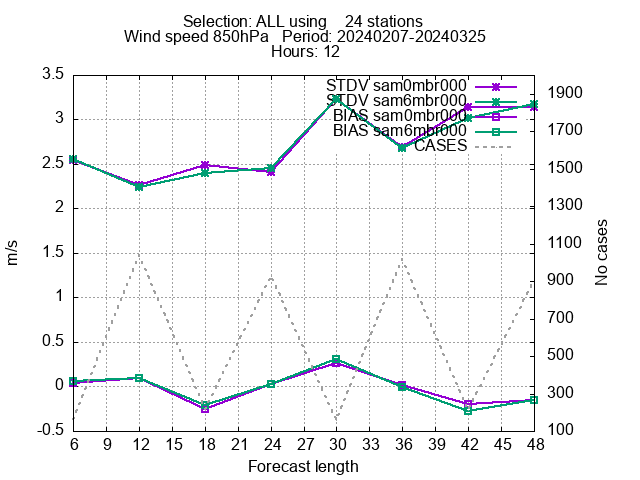 Selection: ALL using    24 stations
Wind speed 850hPa   Period: 20240207-20240325
Hours: 12
STDV sam0mbr000
STDV sam6mbr000
BIAS sam0mbr000
BIAS sam6mbr000
CASES
3.5
3
2.5
2
1.5
1
0.5
0
-0.5
m/s
1900
1700
1500
1300
1100
900
700
500
300
100
No cases
6 9 12 15 18 21 24 27 30 33 36 39 42 45 48
Forecast length